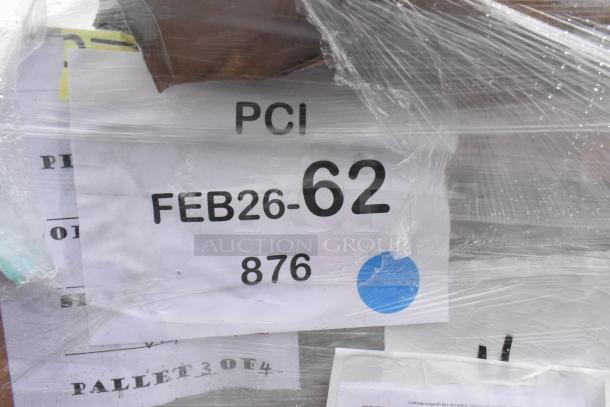 PCI
FEB26-62
AUCTION GROUP
876
PALLET 3 OF 4